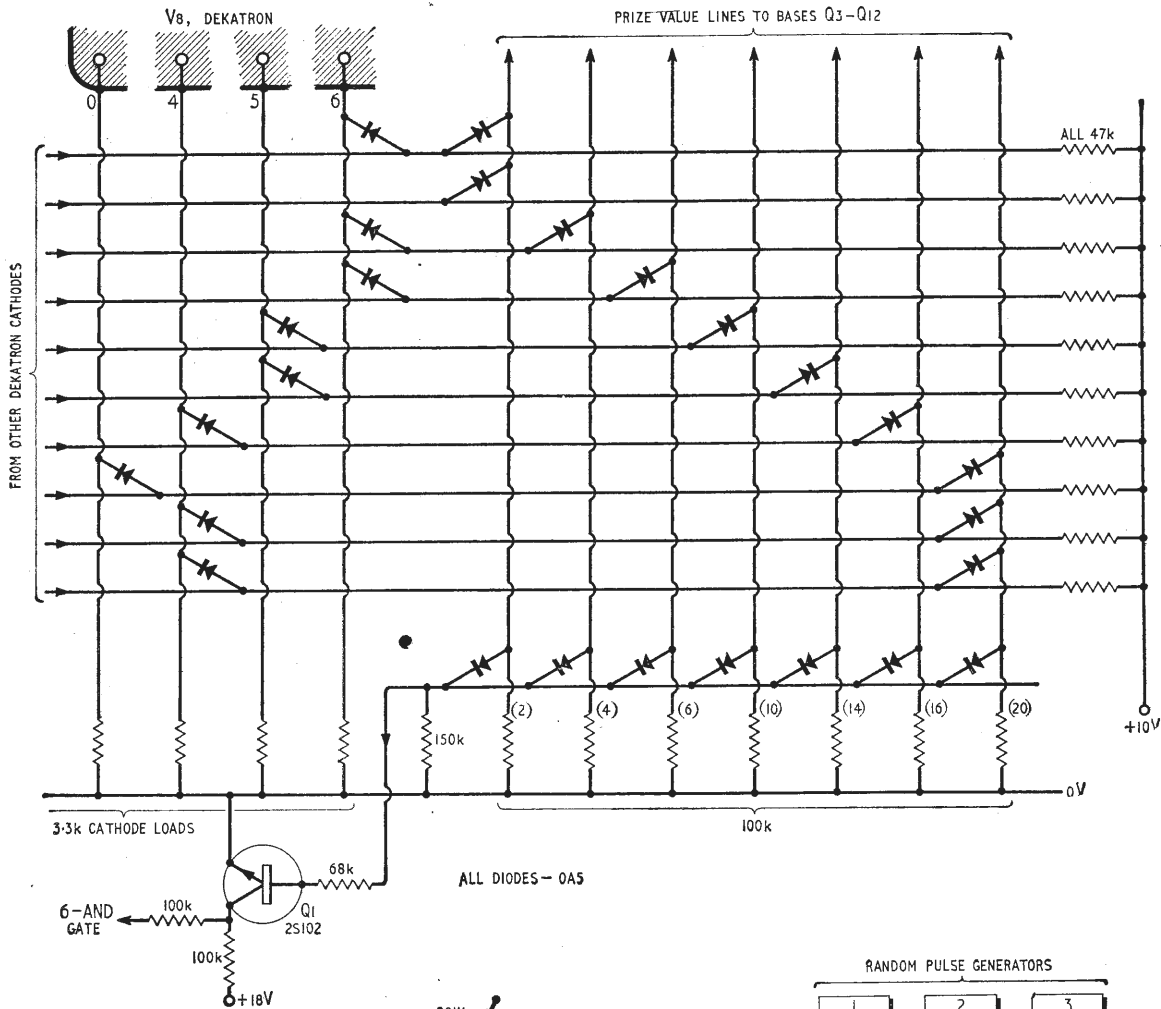 V8, DEKATRON
PRIZE VALUE LINES TO BASES Q3–Q12
0
4
5
6
ALL 47k
FROM OTHER DEKATRON CATHODES
+10V
(2)
(4)
(6)
(10)
(14)
(16)
(20)
150k
0V
3·3k CATHODE LOADS
100k
68k
ALL DIODES – OA5
6-AND
GATE
100k
Q1
2S102
100k
+18V
RANDOM PULSE GENERATORS
1
2
3